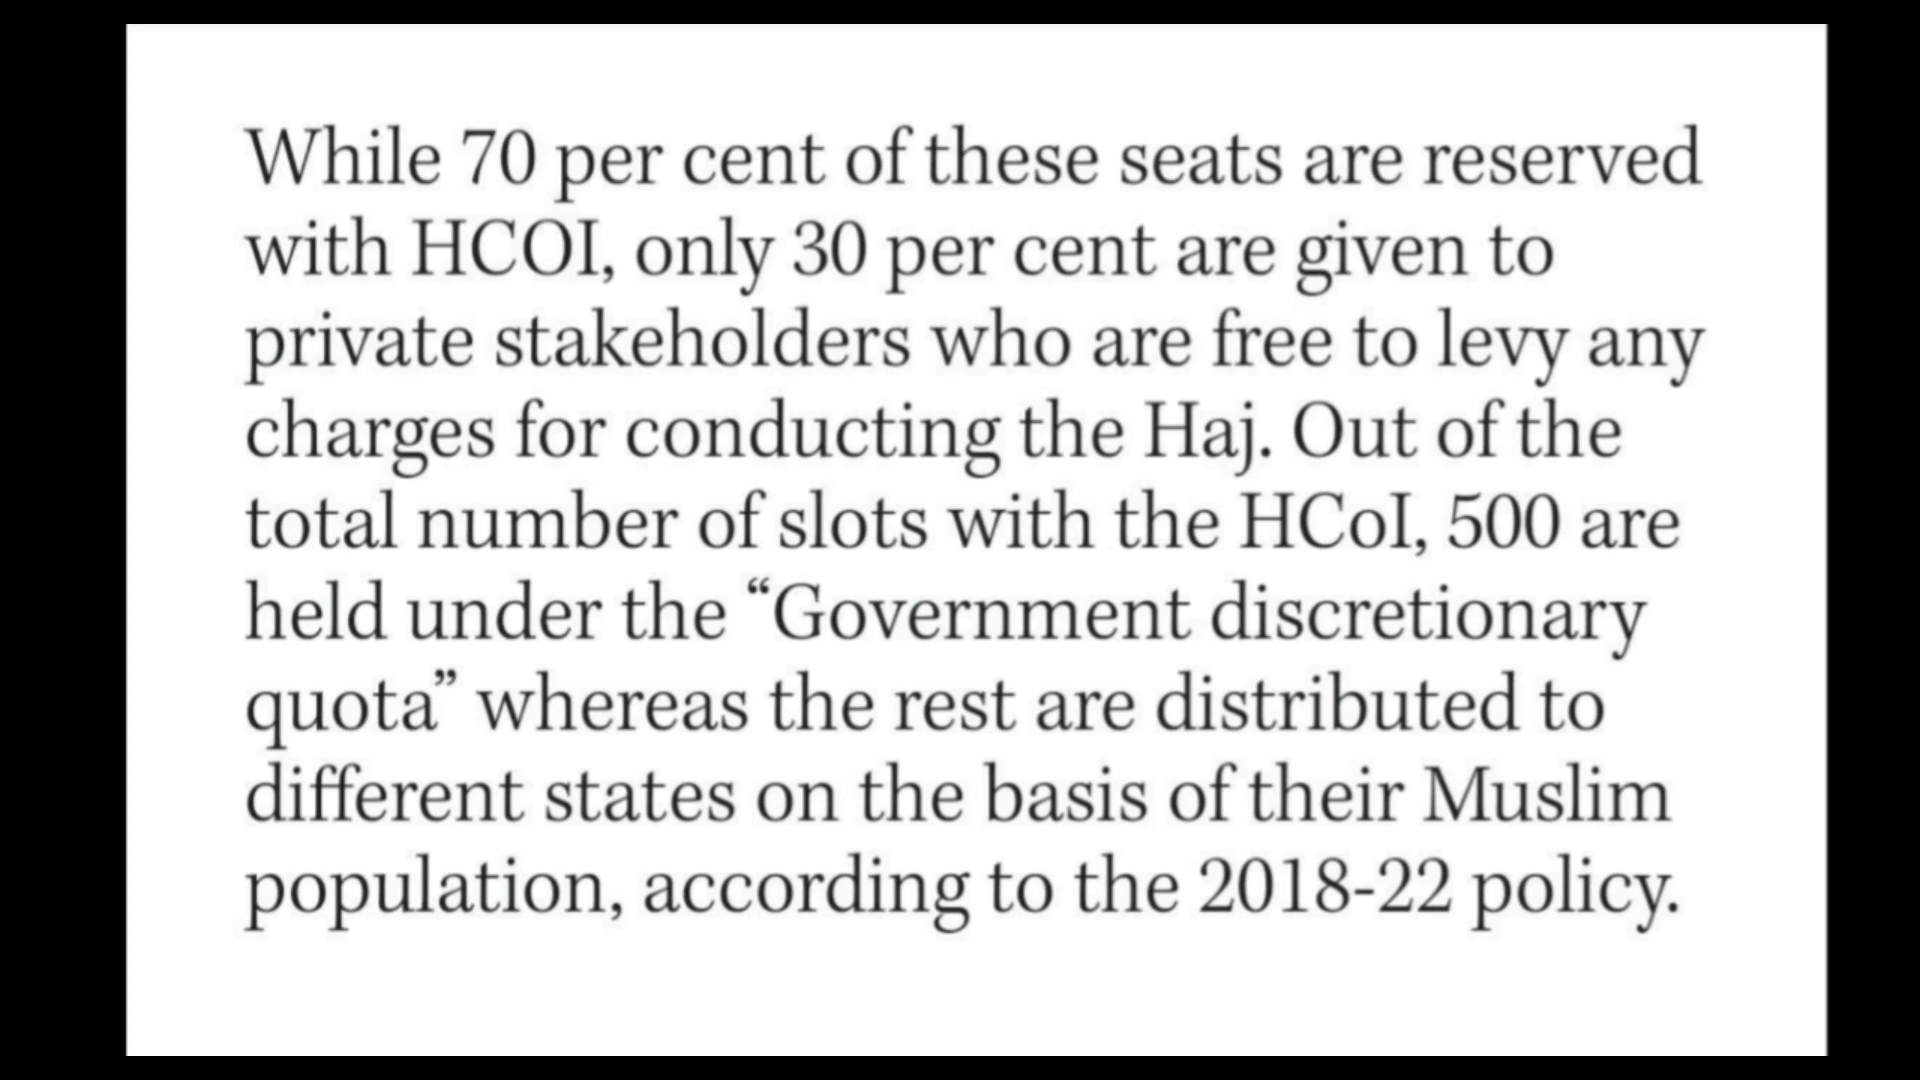 While 70 per cent of these seats are reserved
with HCOI, only 30 per cent are given to
private stakeholders who are free to levy any
charges for conducting the Haj. Out of the
total number of slots with the HCoI, 500 are
held under the “Government discretionary
quota” whereas the rest are distributed to
different states on the basis of their Muslim
population, according to the 2018-22 policy.